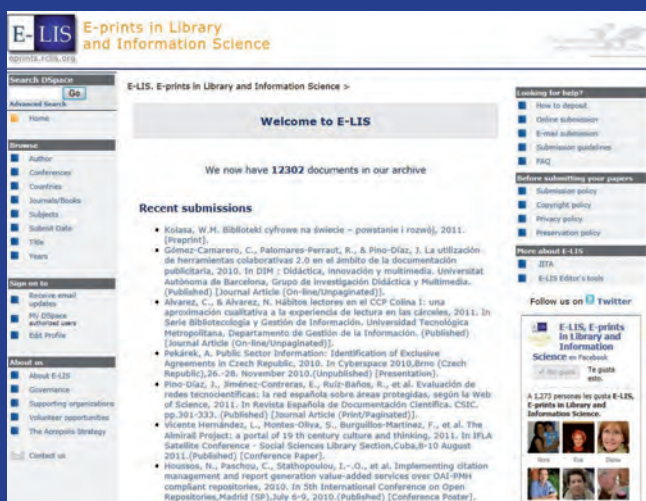 E-LIS
E-prints in Library
and Information Science
eprints.rclis.org
Search DSpace
Go
Advanced Search
Home
Browse
Author
Conferences
Countries
Journals/Books
Subjects
Submit Date
Title
Years
Sign on to
Receive email
updates
My DSpace
authorized users
Edit Profile
About us
About E-LIS
Governance
Supporting organizations
Volunteer opportunities
The Acropolis Strategy
Contact us
E-LIS. E-prints in Library and Information Science >
Welcome to E-LIS
We now have 12302 documents in our archive
Recent submissions
Kolasa, W.M. Biblioteki cyfrowe na świecie – powstanie i rozwój, 2011.
[Preprint].
Gómez-Camarero, C., Palomares-Perraut, R., & Pino-Díaz, J. La utilización
de herramientas colaborativas 2.0 en el ámbito de la documentación
publicitaria, 2010. In DIM : Didáctica, innovación y multimedia. Universitat
Autònoma de Barcelona, Grupo de investigación Didáctica y Multimedia.
(Published) [Journal Article (On-line/Unpaginated)].
Alvarez, C., & Alvarez, N. Hábitos lectores en el CCP Colina 1: una
aproximación cualitativa a la experiencia de lectura en las cárceles, 2011. In
Serie Bibliotecología y Gestión de Información. Universidad Tecnológica
Metropolitana, Departamento de Gestión de la Información. (Published)
[Journal Article (On-line/Unpaginated)].
Pekárek, A. Public Sector Information: Identification of Exclusive
Agreements in Czech Republic, 2010. In Cyberspace 2010,Brno (Czech
Republic),26.-28. November 2010.(Unpublished) [Presentation].
Pino-Díaz, J., Jiménez-Contreras, E., Ruíz-Baños, R., et al. Evaluación de
redes tecnocientíficas: la red española sobre áreas protegidas, según la Web
of Science, 2011. In Revista Española de Documentación Científica. CSIC.
pp.301-333. (Published) [Journal Article (Print/Paginated)].
Vicente Hernández, L., Montes-Oliva, S., Burguillos-Martínez, F., et al. The
Almirall Project: a portal of 19 th century culture and thinking, 2011. In IFLA
Satellite Conference - Social Sciences Library Section,Cuba,8-10 August
2011.(Published) [Conference Paper].
Houssos, N., Paschou, C., Stathopoulou, I.-.O., et al. Implementing citation
management and report generation value-added services over OAI-PMH
compliant repositories, 2010. In 5th International Conference on Open
Repositories,Madrid (SP),July 6-9, 2010.(Published) [Conference Poster].
Looking for help?
How to deposit
Online submission
E-mail submission
Submission guidelines
FAQ
Before submitting your papers
Submission policy
Copyright policy
Privacy policy
Preservation policy
More about E-LIS
JITA
E-LIS Editor's tools
Follow us on Twitter
E-LIS, E-prints
in Library and
Information
Science en Facebook
Me gusta
Te gusta
esto.
A 1,273 personas les gusta E-LIS,
E-prints in Library and
Information Science.
Nora
Eva